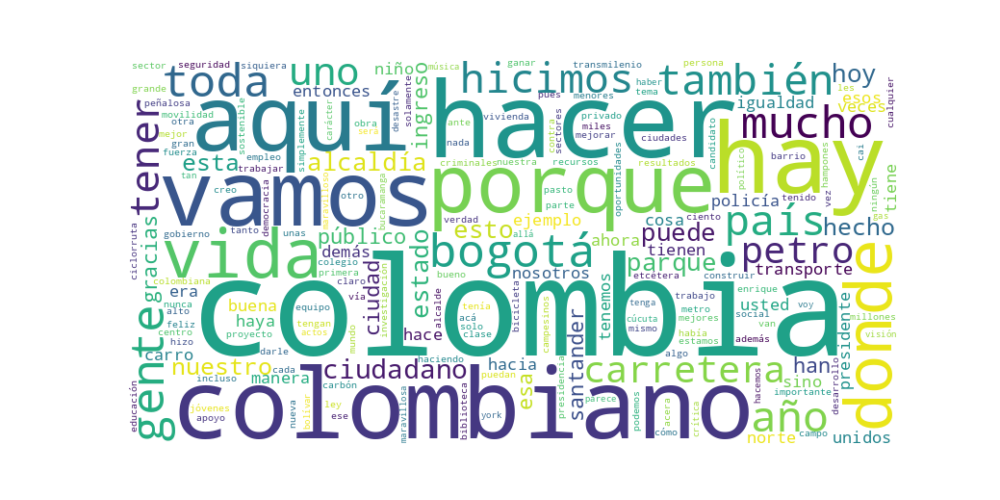 sector
seguridad
siquiera
música
ganar
transmilenio
persona
grande
toda
uno
niño
hicimos
también
hoy
les
peñalosa
entonces
ingreso
solamente
desastre
pues
menores
haber
tema
igualdad
esos
veces
cualquier
movilidad
otra
sostenible
simplemente
carácter
obra
será
ante
vivienda
privado
miles
mejorar
ciudades
candidato
mucho
mejor
gran
fuerza
aquí
hacer
nada
contra
sectores
hay
tener
esta
empleo
trabajar
alcaldía
criminales
nuestra
recursos
resultados
político
barrio
cai
hampones
ningún
tiene
tan
creo
democracia
maravilloso
otro
bucaramanga
vamos
porque
pasto
parte
oportunidades
policía
tenido
vez
gas
ciclorruta
gobierno
tanto
unas
verdad
allá
ejemplo
cosa
ciento
país
hecho
gente
gracias
vida
público
demás
estado
esto
bogotá
ahora
puede
tienen
petro
colombiana
colegio
primera
investigación
ciudad
bueno
nosotros
parque
etcétera
construir
transporte
donde
nunca
alto
era
buena
equipo
claro
vía
tenía
acá
solo
clase
bicicleta
campesinos
tenemos
tenga
trabajo
metro
mejores
enrique
usted
voy
millones
feliz
centro
hizo
haya
proyecto
tengan
actos
mundo
hace
alcalde
colombia
santander
cúcuta
mismo
había
estamos
social
van
además
presidente
visión
carro
nuestro
darle
haciendo
hacia
algo
han
incluso
manera
cada
carbón
ciudadano
puedan
esa
presidencia
carretera
parece
hacemos
sino
importante
desarrollo
educación
jóvenes
apoyo
nueva
bolívar
ley
ese
colombiano
maravillosa
biblioteca
york
cómo
acera
podemos
crítica
año
norte
campo
unidos